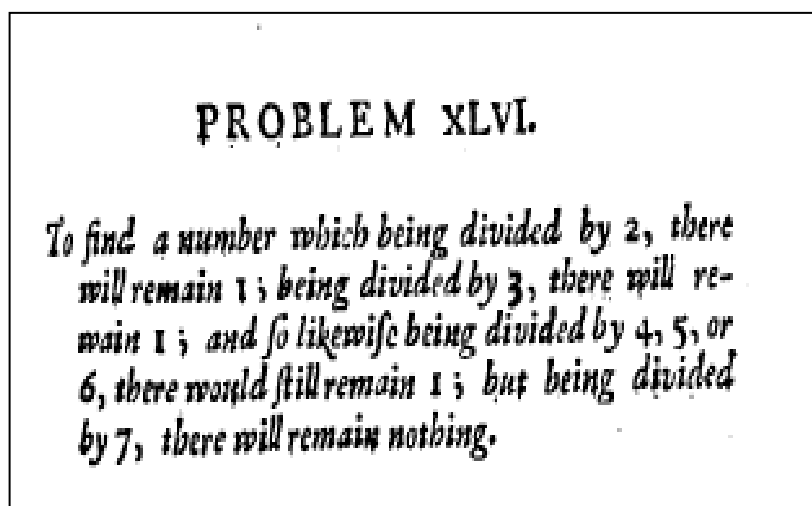 PROBLEM XLVI.
To find a number which being divided by 2, there
will remain 1; being divided by 3, there will re-
main 1; and ſo likewiſe being divided by 4, 5, or
6, there would ſtill remain 1; but being divided
by 7, there will remain nothing.